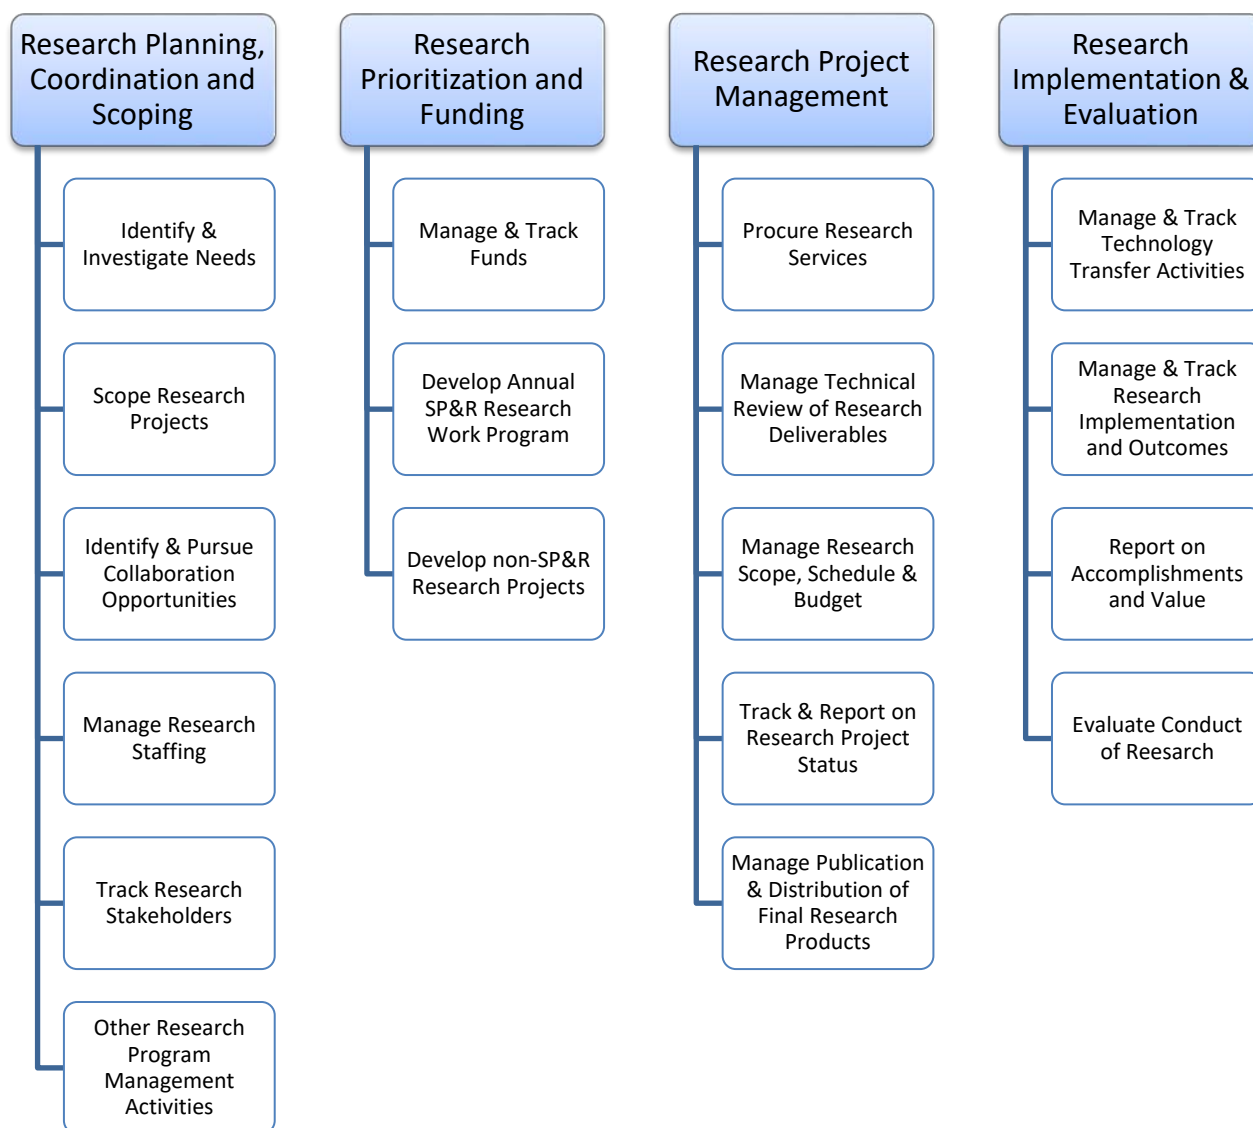 Research Planning,
Coordination and
Scoping
Identify &
Investigate Needs
Scope Research
Projects
Identify & Pursue
Collaboration
Opportunities
Manage Research
Staffing
Track Research
Stakeholders
Other Research
Program
Management
Activities
Research
Prioritization and
Funding
Manage & Track
Funds
Develop Annual
SP&R Research
Work Program
Develop non-SP&R
Research Projects
Research Project
Management
Procure Research
Services
Manage Technical
Review of Research
Deliverables
Manage Research
Scope, Schedule &
Budget
Track & Report on
Research Project
Status
Manage Publication
& Distribution of
Final Research
Products
Research
Implementation &
Evaluation
Manage & Track
Technology
Transfer Activities
Manage & Track
Research
Implementation
and Outcomes
Report on
Accomplishments
and Value
Evaluate Conduct
of Reesarch